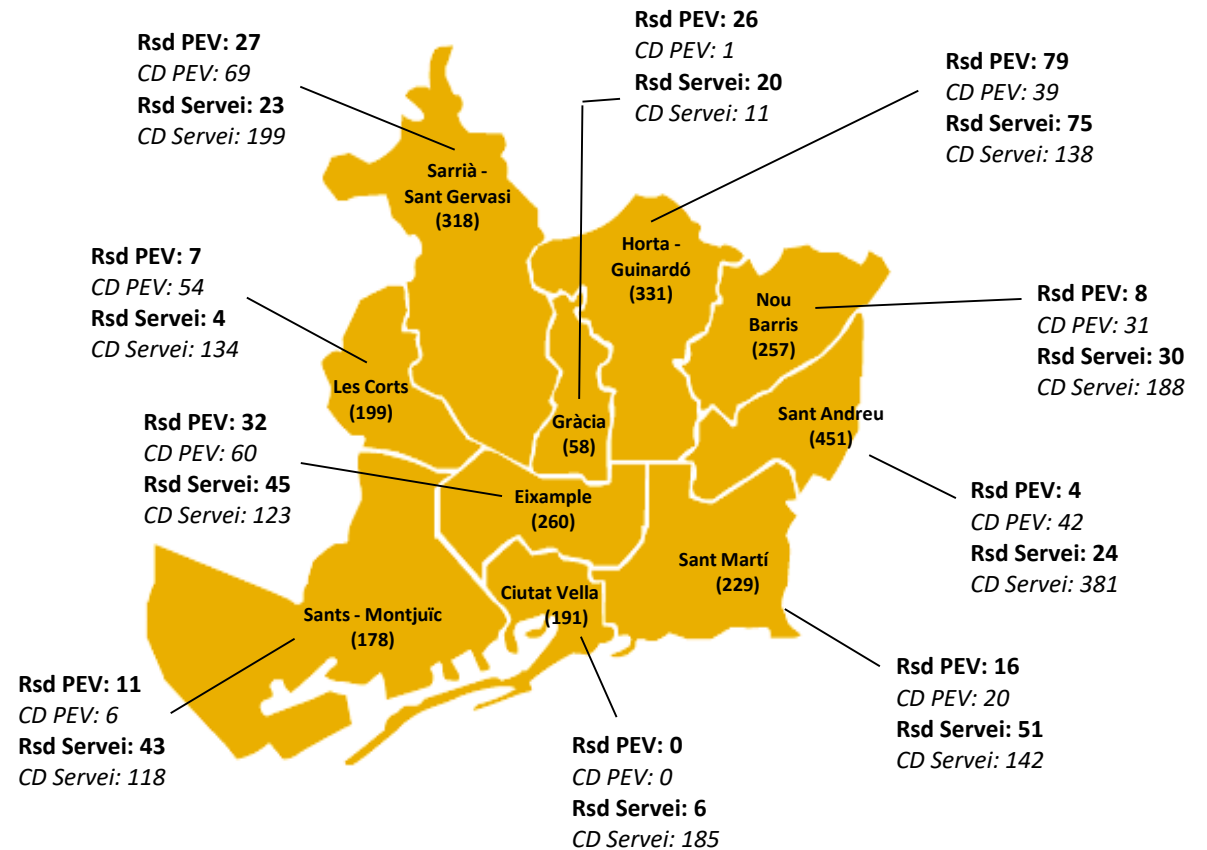 Rsd PEV: 27
CD PEV: 69
Rsd Servei: 23
CD Servei: 199
Rsd PEV: 26
CD PEV: 1
Rsd Servei: 20
CD Servei: 11
Rsd PEV: 79
CD PEV: 39
Rsd Servei: 75
CD Servei: 138
Sarrià -
Sant Gervasi
(318)
Horta -
Guinardó
(331)
Rsd PEV: 7
CD PEV: 54
Rsd Servei: 4
CD Servei: 134
Nou
Barris
(257)
Rsd PEV: 8
CD PEV: 31
Rsd Servei: 30
CD Servei: 188
Les Corts
(199)
Gràcia
(58)
Sant Andreu
(451)
Rsd PEV: 32
CD PEV: 60
Rsd Servei: 45
CD Servei: 123
Eixample
(260)
Rsd PEV: 4
CD PEV: 42
Rsd Servei: 24
CD Servei: 381
Sant Martí
(229)
Ciutat Vella
(191)
Sants - Montjuïc
(178)
Rsd PEV: 11
CD PEV: 6
Rsd Servei: 43
CD Servei: 118
Rsd PEV: 0
CD PEV: 0
Rsd Servei: 6
CD Servei: 185
Rsd PEV: 16
CD PEV: 20
Rsd Servei: 51
CD Servei: 142